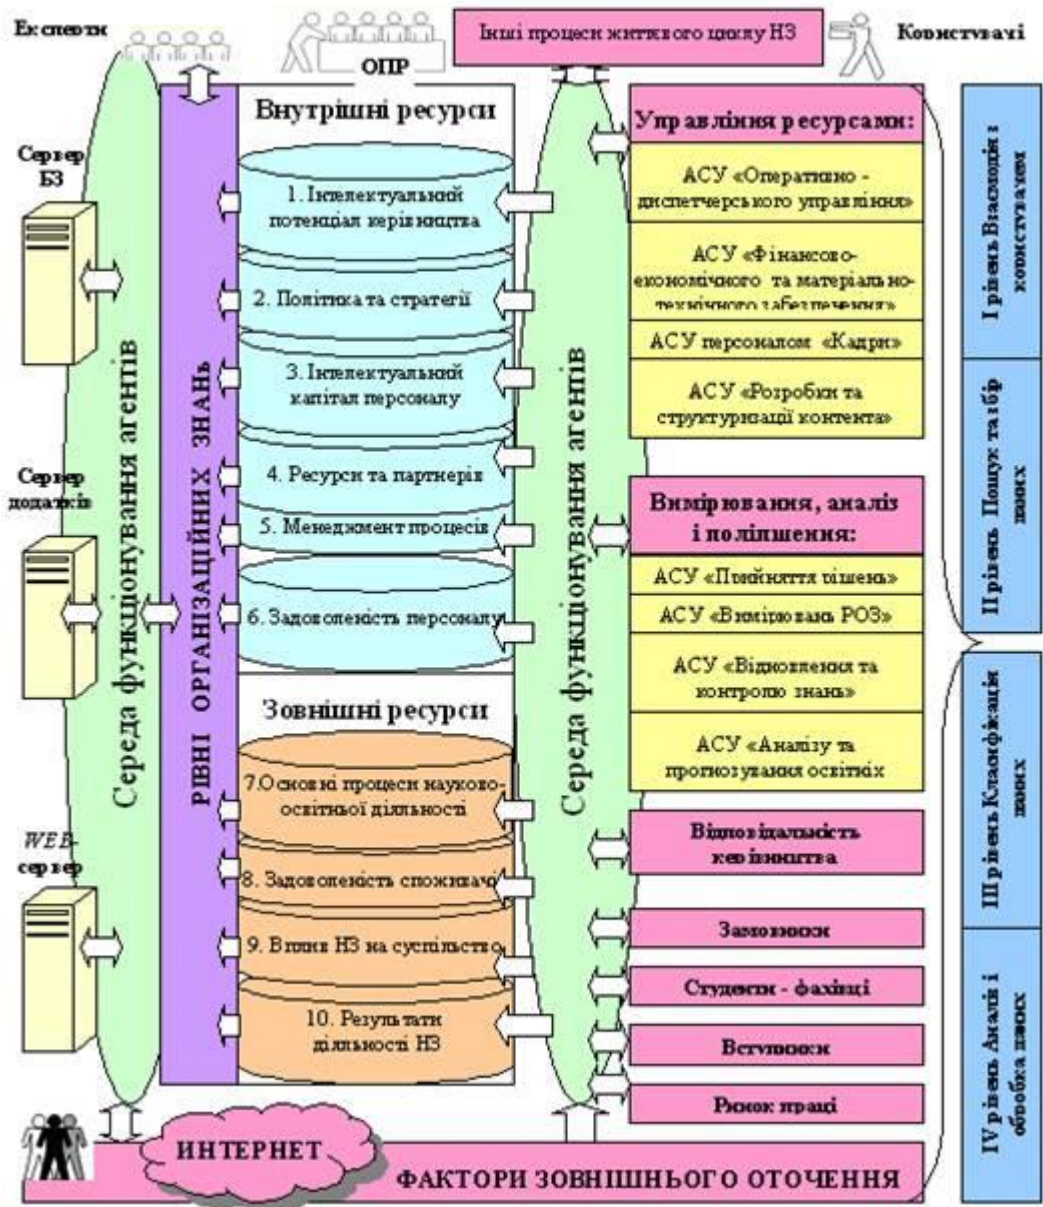 Експерти
ОПР
Інші процеси життєвого циклу НЗ
Користувачі
Сервер
БЗ
Сервер
додатків
WEB-
сервер
Середа функціонування агентів
РІВНІ ОРГАНІЗАЦІЙНИХ ЗНАНЬ
Внутрішні ресурси
1. Інтелектуальний
потенціал керівництва
2. Політика та стратегії
3. Інтелектуальний
капітал персоналу
4. Ресурси та партнерів
5. Менеджмент процесів
6. Задоволеність персоналу
Зовнішні ресурси
7.Основні процеси науково-
освітньої діяльності
8. Задоволеність споживачі
9. Вплив НЗ на суспільство
10. Результати
діяльності НЗ
Середа функціонування агентів
Управління ресурсами:
АСУ «Оперативно -
диспетчерського управління»
АСУ «Фінансово-
економічного та матеріально-
технічного забезпечення»
АСУ персоналом «Кадри»
АСУ «Розробки та
структуризації контента»
Вимірювання, аналіз
і поліпшення:
АСУ «Прийняття рішень»
АСУ «Вимірювань РОЗ»
АСУ «Відновлення та
контролю знань»
АСУ «Аналізу та
прогнозування освітніх
Відповідальність
керівництва
Замовники
Студенти - фахівці
Вступники
Ринок праці
І рівень Взаємодія з
користувачем
ІІ рівень Пошук та збір
даних
ІІІ рівень Класифікація
даних
ІV рівень Аналіз і
обробка даних
ИНТЕРНЕТ
ФАКТОРИ ЗОВНІШНЬОГО ОТОЧЕННЯ